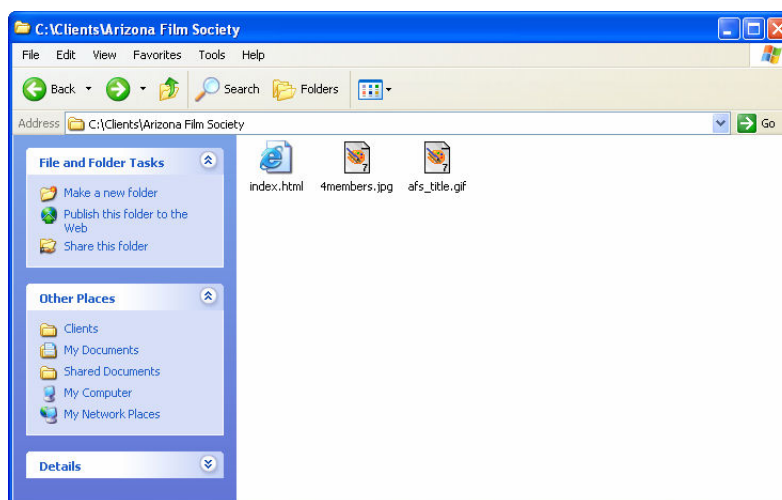 C:\Clients\Arizona Film Society
File Edit View Favorites Tools Help
Back Search Folders
Address C:\Clients\Arizona Film Society Go
File and Folder Tasks
Make a new folder
Publish this folder to the
Web
Share this folder
Other Places
Clients
My Documents
Shared Documents
My Computer
My Network Places
Details
index.html 4members.jpg afs_title.gif